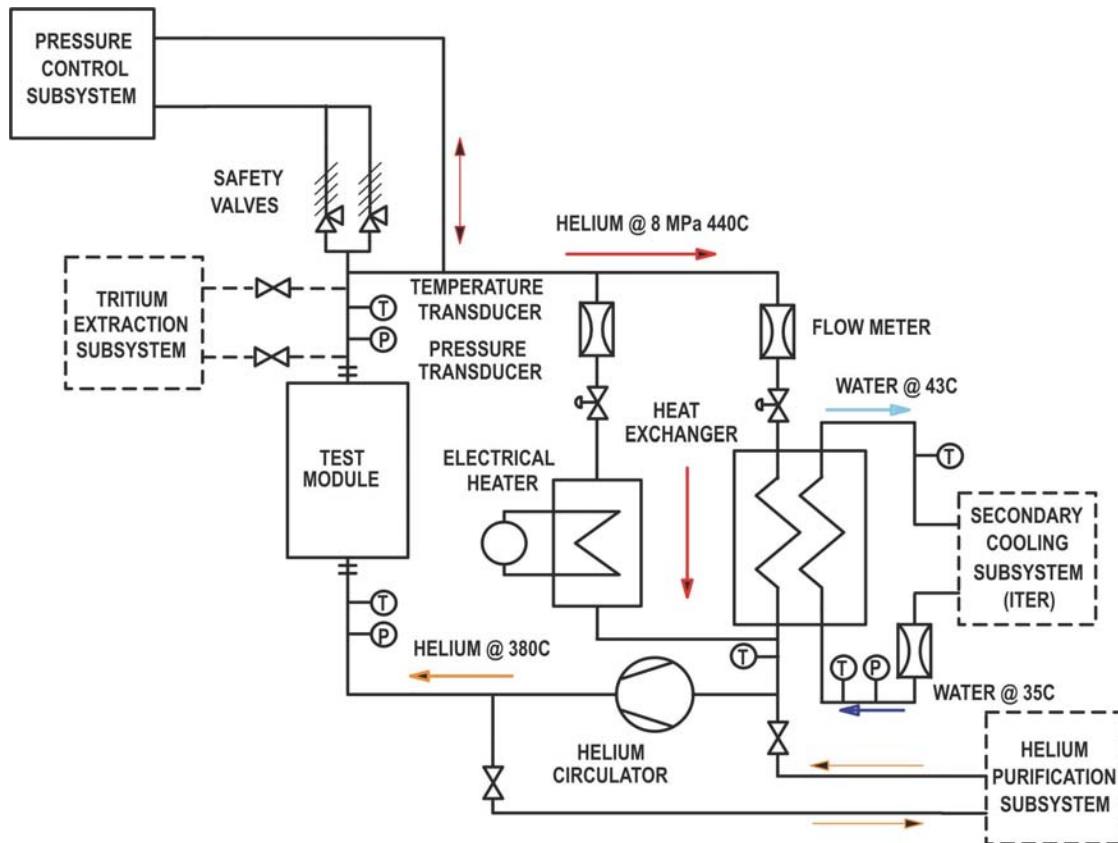 PRESSURE
CONTROL
SUBSYSTEM
SAFETY
VALVES
HELIUM @ 8 MPa 440C
TRITIUM
EXTRACTION
SUBSYSTEM
T
P
TEMPERATURE
TRANSDUCER
PRESSURE
TRANSDUCER
FLOW METER
WATER @ 43C
HEAT
EXCHANGER
T
ELECTRICAL
HEATER
TEST
MODULE
SECONDARY
COOLING
SUBSYSTEM
(ITER)
T
P
HELIUM @ 380C
T
T
P
WATER @ 35C
HELIUM
CIRCULATOR
HELIUM
PURIFICATION
SUBSYSTEM